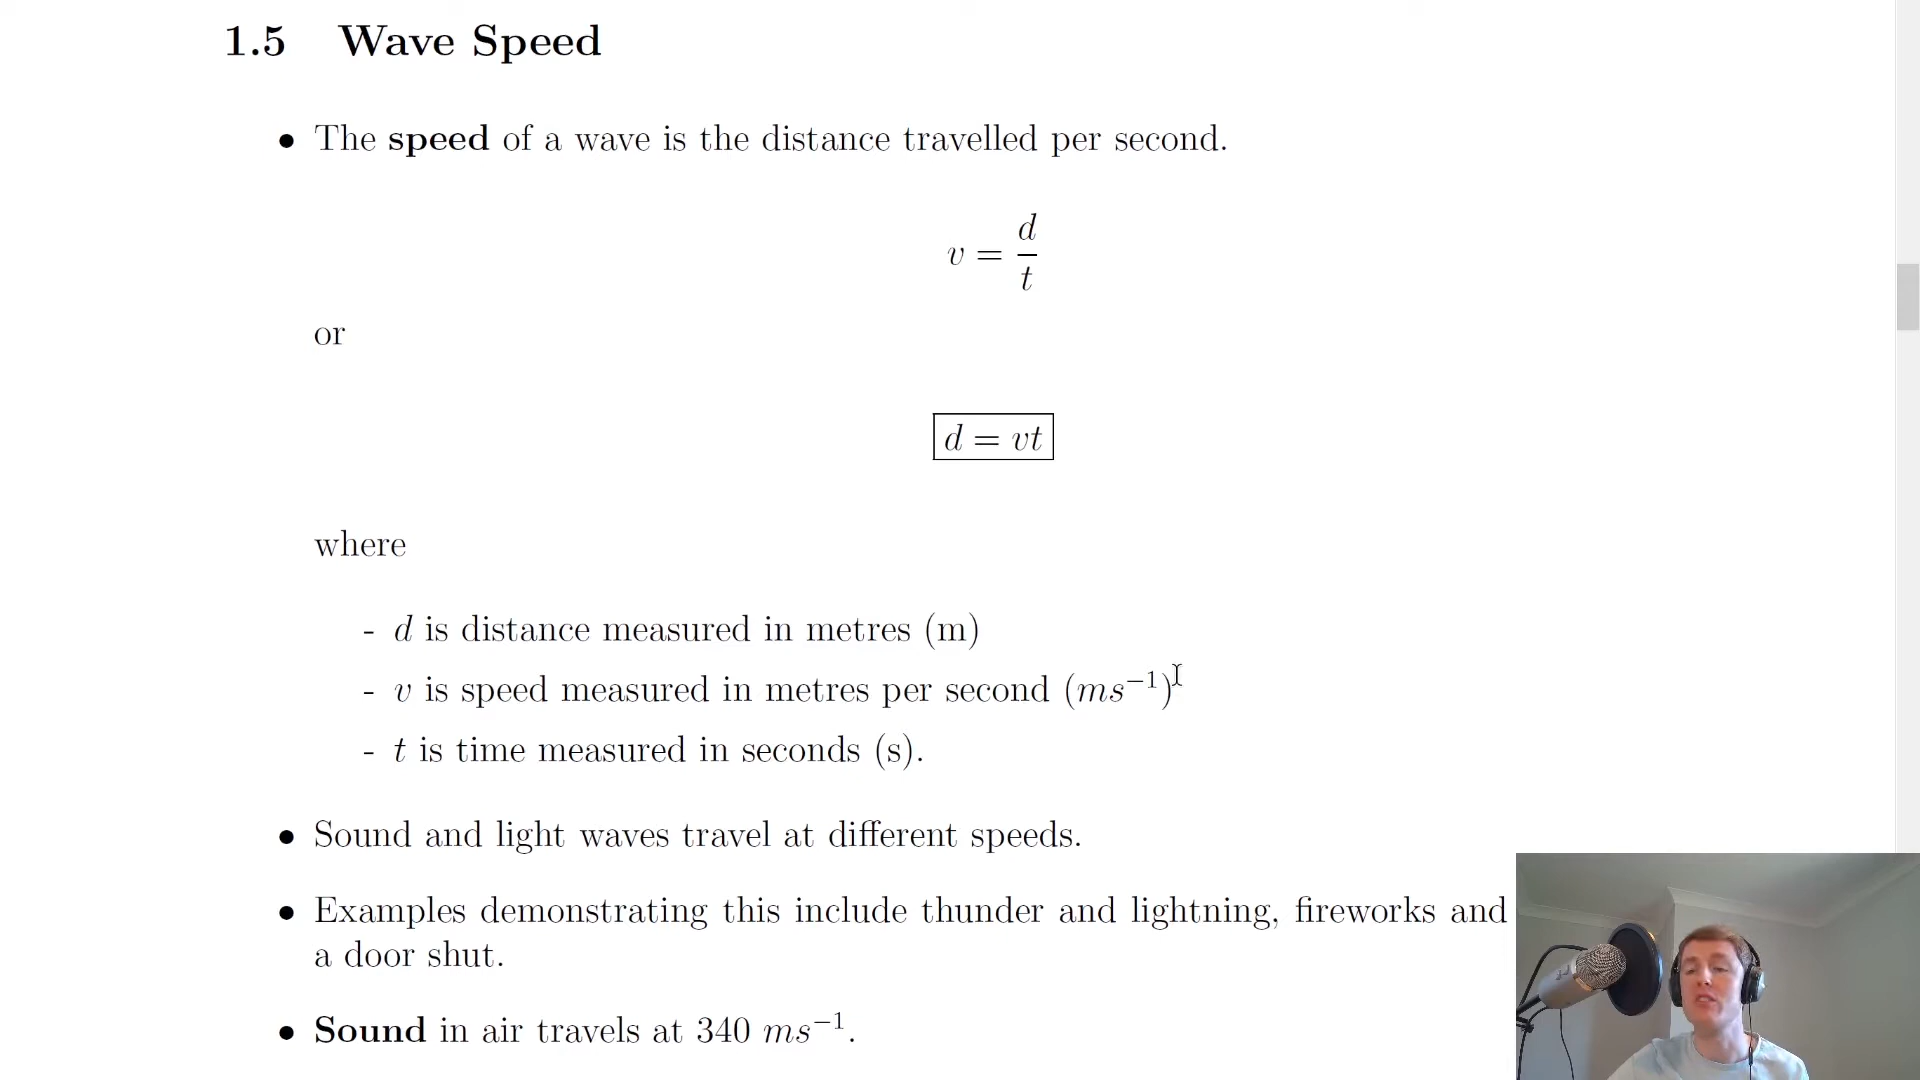 1.5 Wave Speed
• The speed of a wave is the distance travelled per second.
v = d/t
or
d = vt
where
- d is distance measured in metres (m)
- v is speed measured in metres per second (ms⁻¹)
- t is time measured in seconds (s).
• Sound and light waves travel at different speeds.
• Examples demonstrating this include thunder and lightning, fireworks and
a door shut.
• Sound in air travels at 340 ms⁻¹.